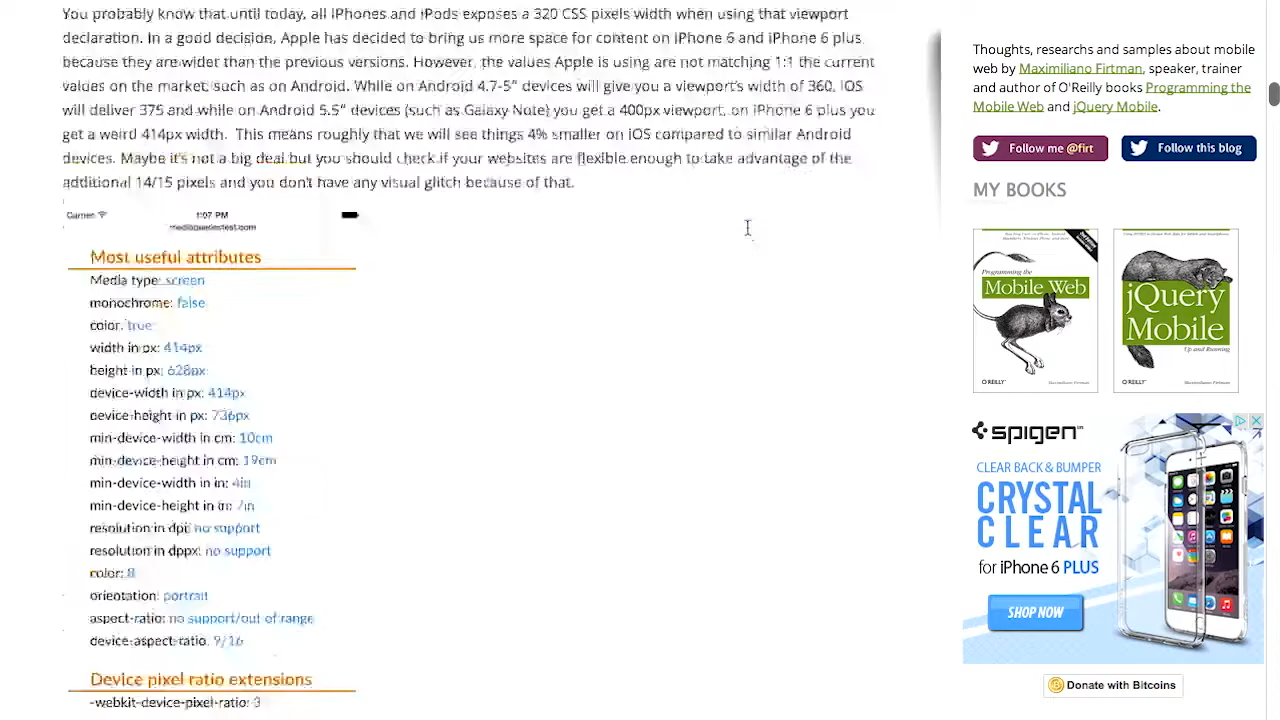 You probably know that until today, all iPhones and iPods exposes a 320 CSS pixels width when using that viewport
declaration. In a good decision, Apple has decided to bring us more space for content on iPhone 6 and iPhone 6 plus
because they are wider than the previous versions. However, the values Apple is using are not matching 1:1 the current
values on the market, such as on Android. While on Android 4.7-5” devices will give you a viewport’s width of 360, iOS
will deliver 375 and while on Android 5.5” devices (such as Galaxy Note) you get a 400px viewport, on iPhone 6 plus you
get a weird 414px width. This means roughly that we will see things 4% smaller on iOS compared to similar Android
devices. Maybe it’s not a big deal but you should check if your websites are flexible enough to take advantage of the
additional 14/15 pixels and you don’t have any visual glitch because of that.
Carrier 1:07 PM
mediaqueriestest.com
Most useful attributes
Media type: screen
monochrome: false
color: true
width in px: 414px
height in px: 628px
device-width in px: 414px
device-height in px: 736px
min-device-width in cm: 10cm
min-device-height in cm: 19cm
min-device-width in in: 4in
min-device-height in in: 7in
resolution in dpi: no support
resolution in dppx: no support
color: 8
orientation: portrait
aspect-ratio: no support/out of range
device-aspect-ratio: 9/16
Device pixel ratio extensions
-webkit-device-pixel-ratio: 3
Thoughts, researchs and samples about mobile
web by Maximiliano Firtman, speaker, trainer
and author of O'Reilly books Programming the
Mobile Web and jQuery Mobile.
Follow me @firt
Follow this blog
MY BOOKS
Programming the
Mobile Web
O'REILLY
Maximiliano Firtman
jQuery
Mobile
Up and Running
O'REILLY
Maximiliano Firtman
spigen
CLEAR BACK & BUMPER
CRYSTAL
CLEAR
for iPhone 6 PLUS
SHOP NOW
Donate with Bitcoins